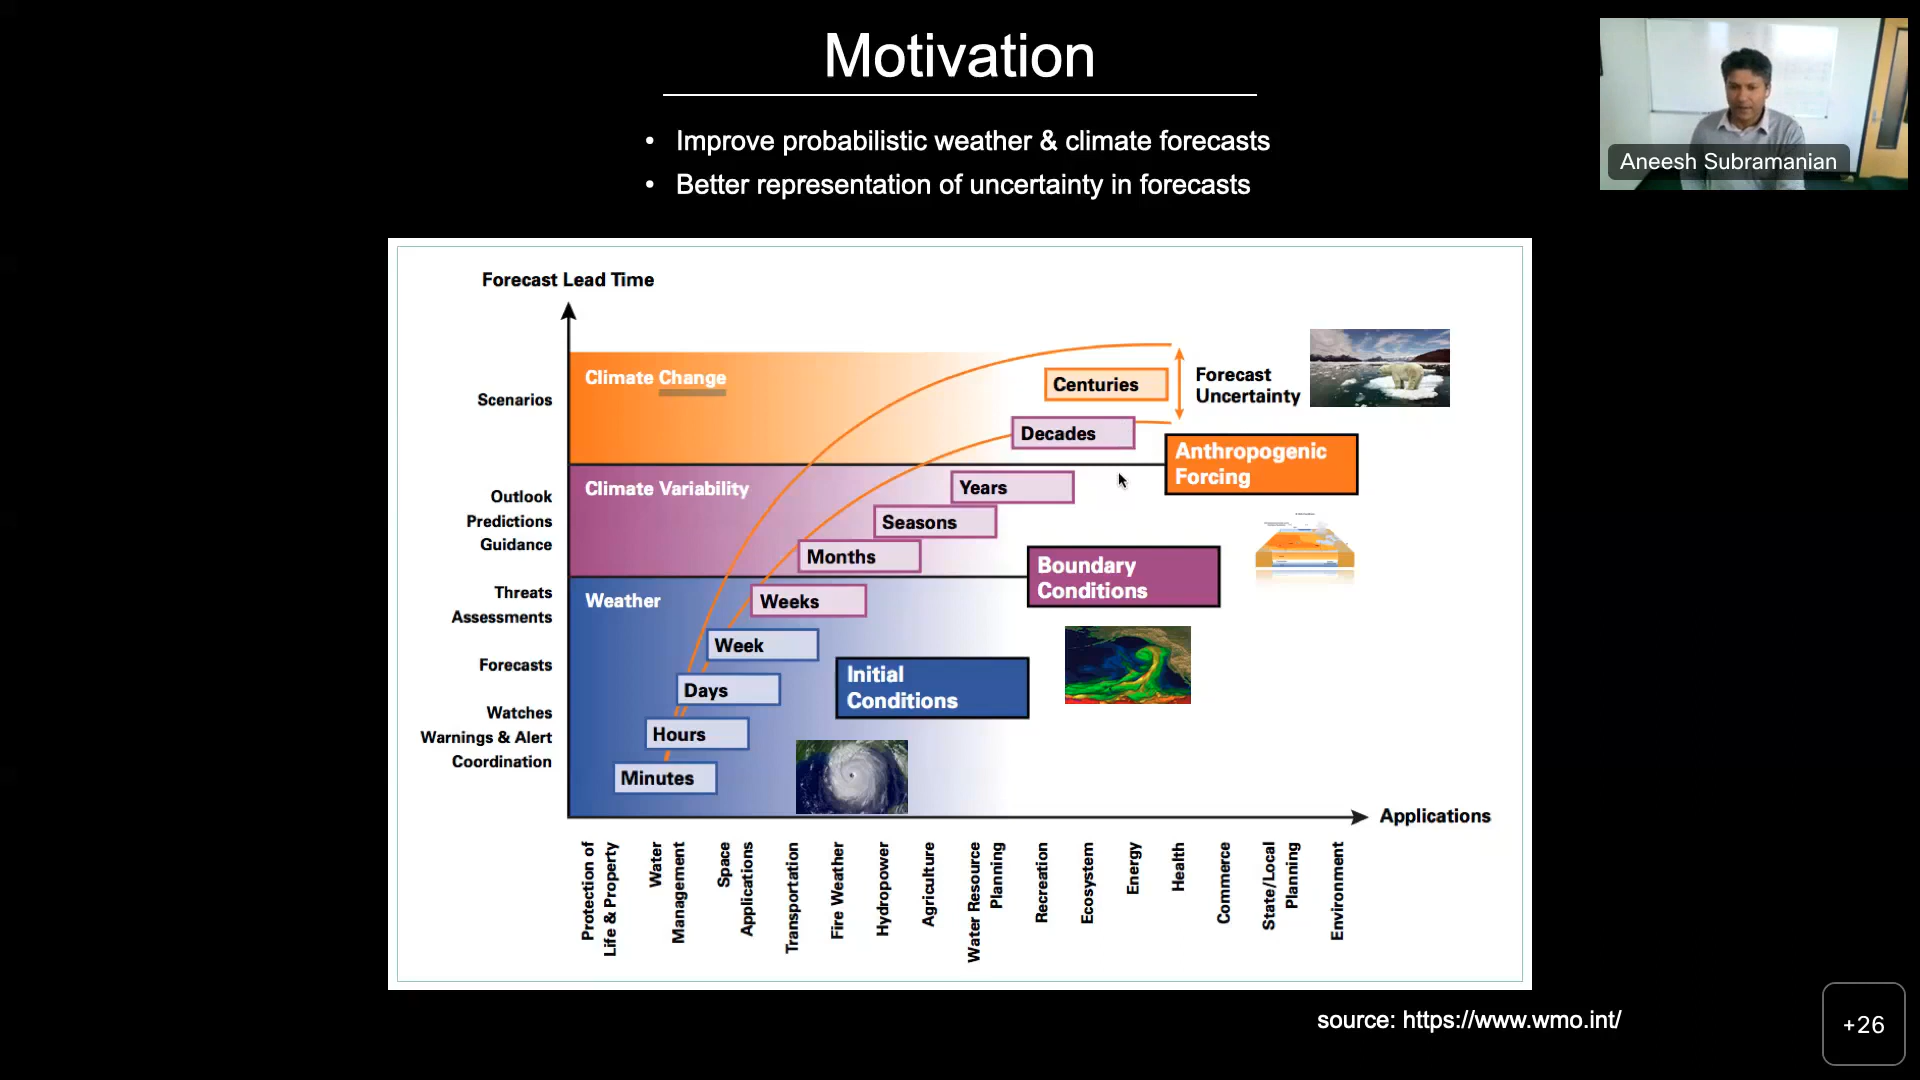 Motivation
• Improve probabilistic weather & climate forecasts
• Better representation of uncertainty in forecasts
Aneesh Subramanian
Forecast Lead Time
Scenarios
Outlook
Predictions
Guidance
Threats
Assessments
Forecasts
Watches
Warnings & Alert
Coordination
Climate Change
Centuries
Forecast
Uncertainty
Decades
Anthropogenic
Forcing
Climate Variability
Years
Seasons
Months
Boundary
Conditions
Weather
Weeks
Week
Days
Initial
Conditions
Hours
Minutes
Applications
Protection of
Life & Property
Water
Management
Space
Applications
Transportation
Fire Weather
Hydropower
Agriculture
Water Resource
Planning
Recreation
Ecosystem
Energy
Health
Commerce
State/Local
Planning
Environment
source: https://www.wmo.int/
+26